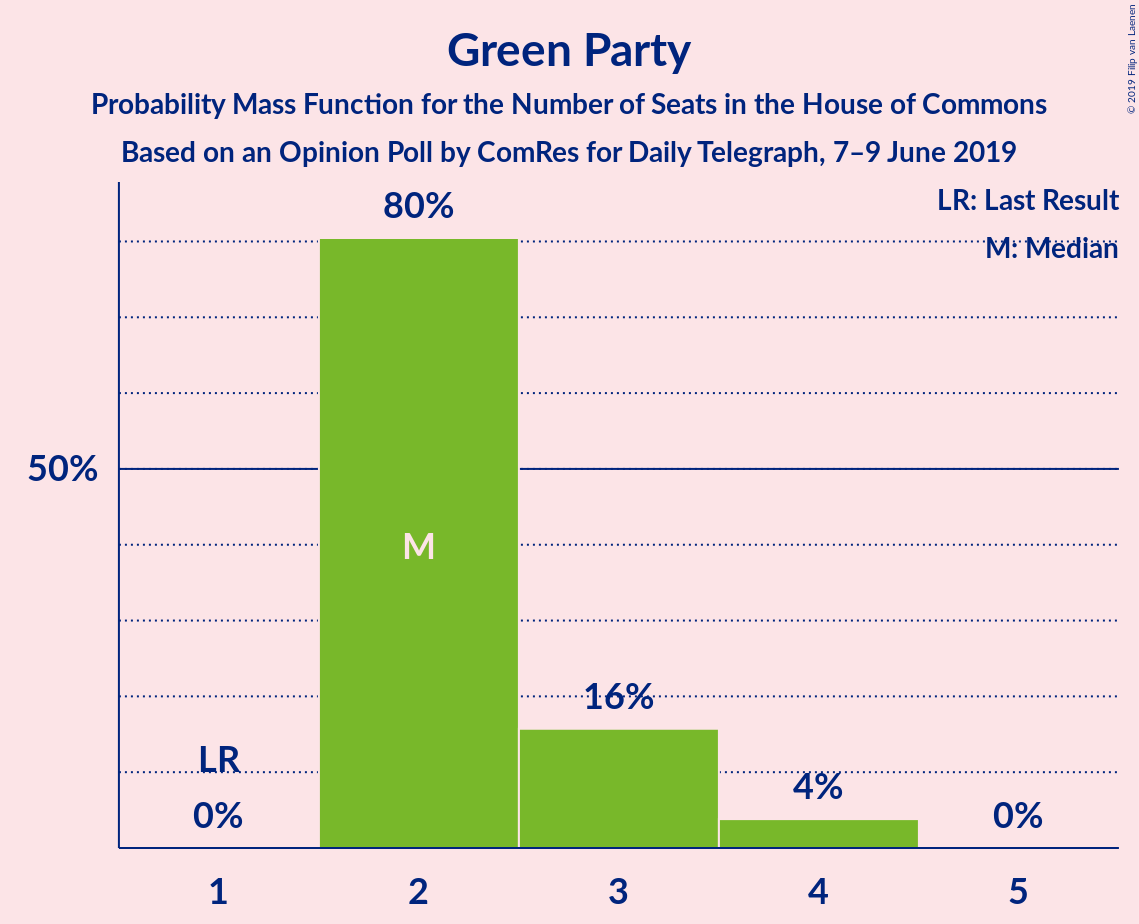 Green Party
Probability Mass Function for the Number of Seats in the House of Commons
Based on an Opinion Poll by ComRes for Daily Telegraph, 7–9 June 2019
© 2019 Filip van Laenen
LR: Last Result
M: Median
80%
50%
M
16%
LR
4%
0%
0%
1 2 3 4 5